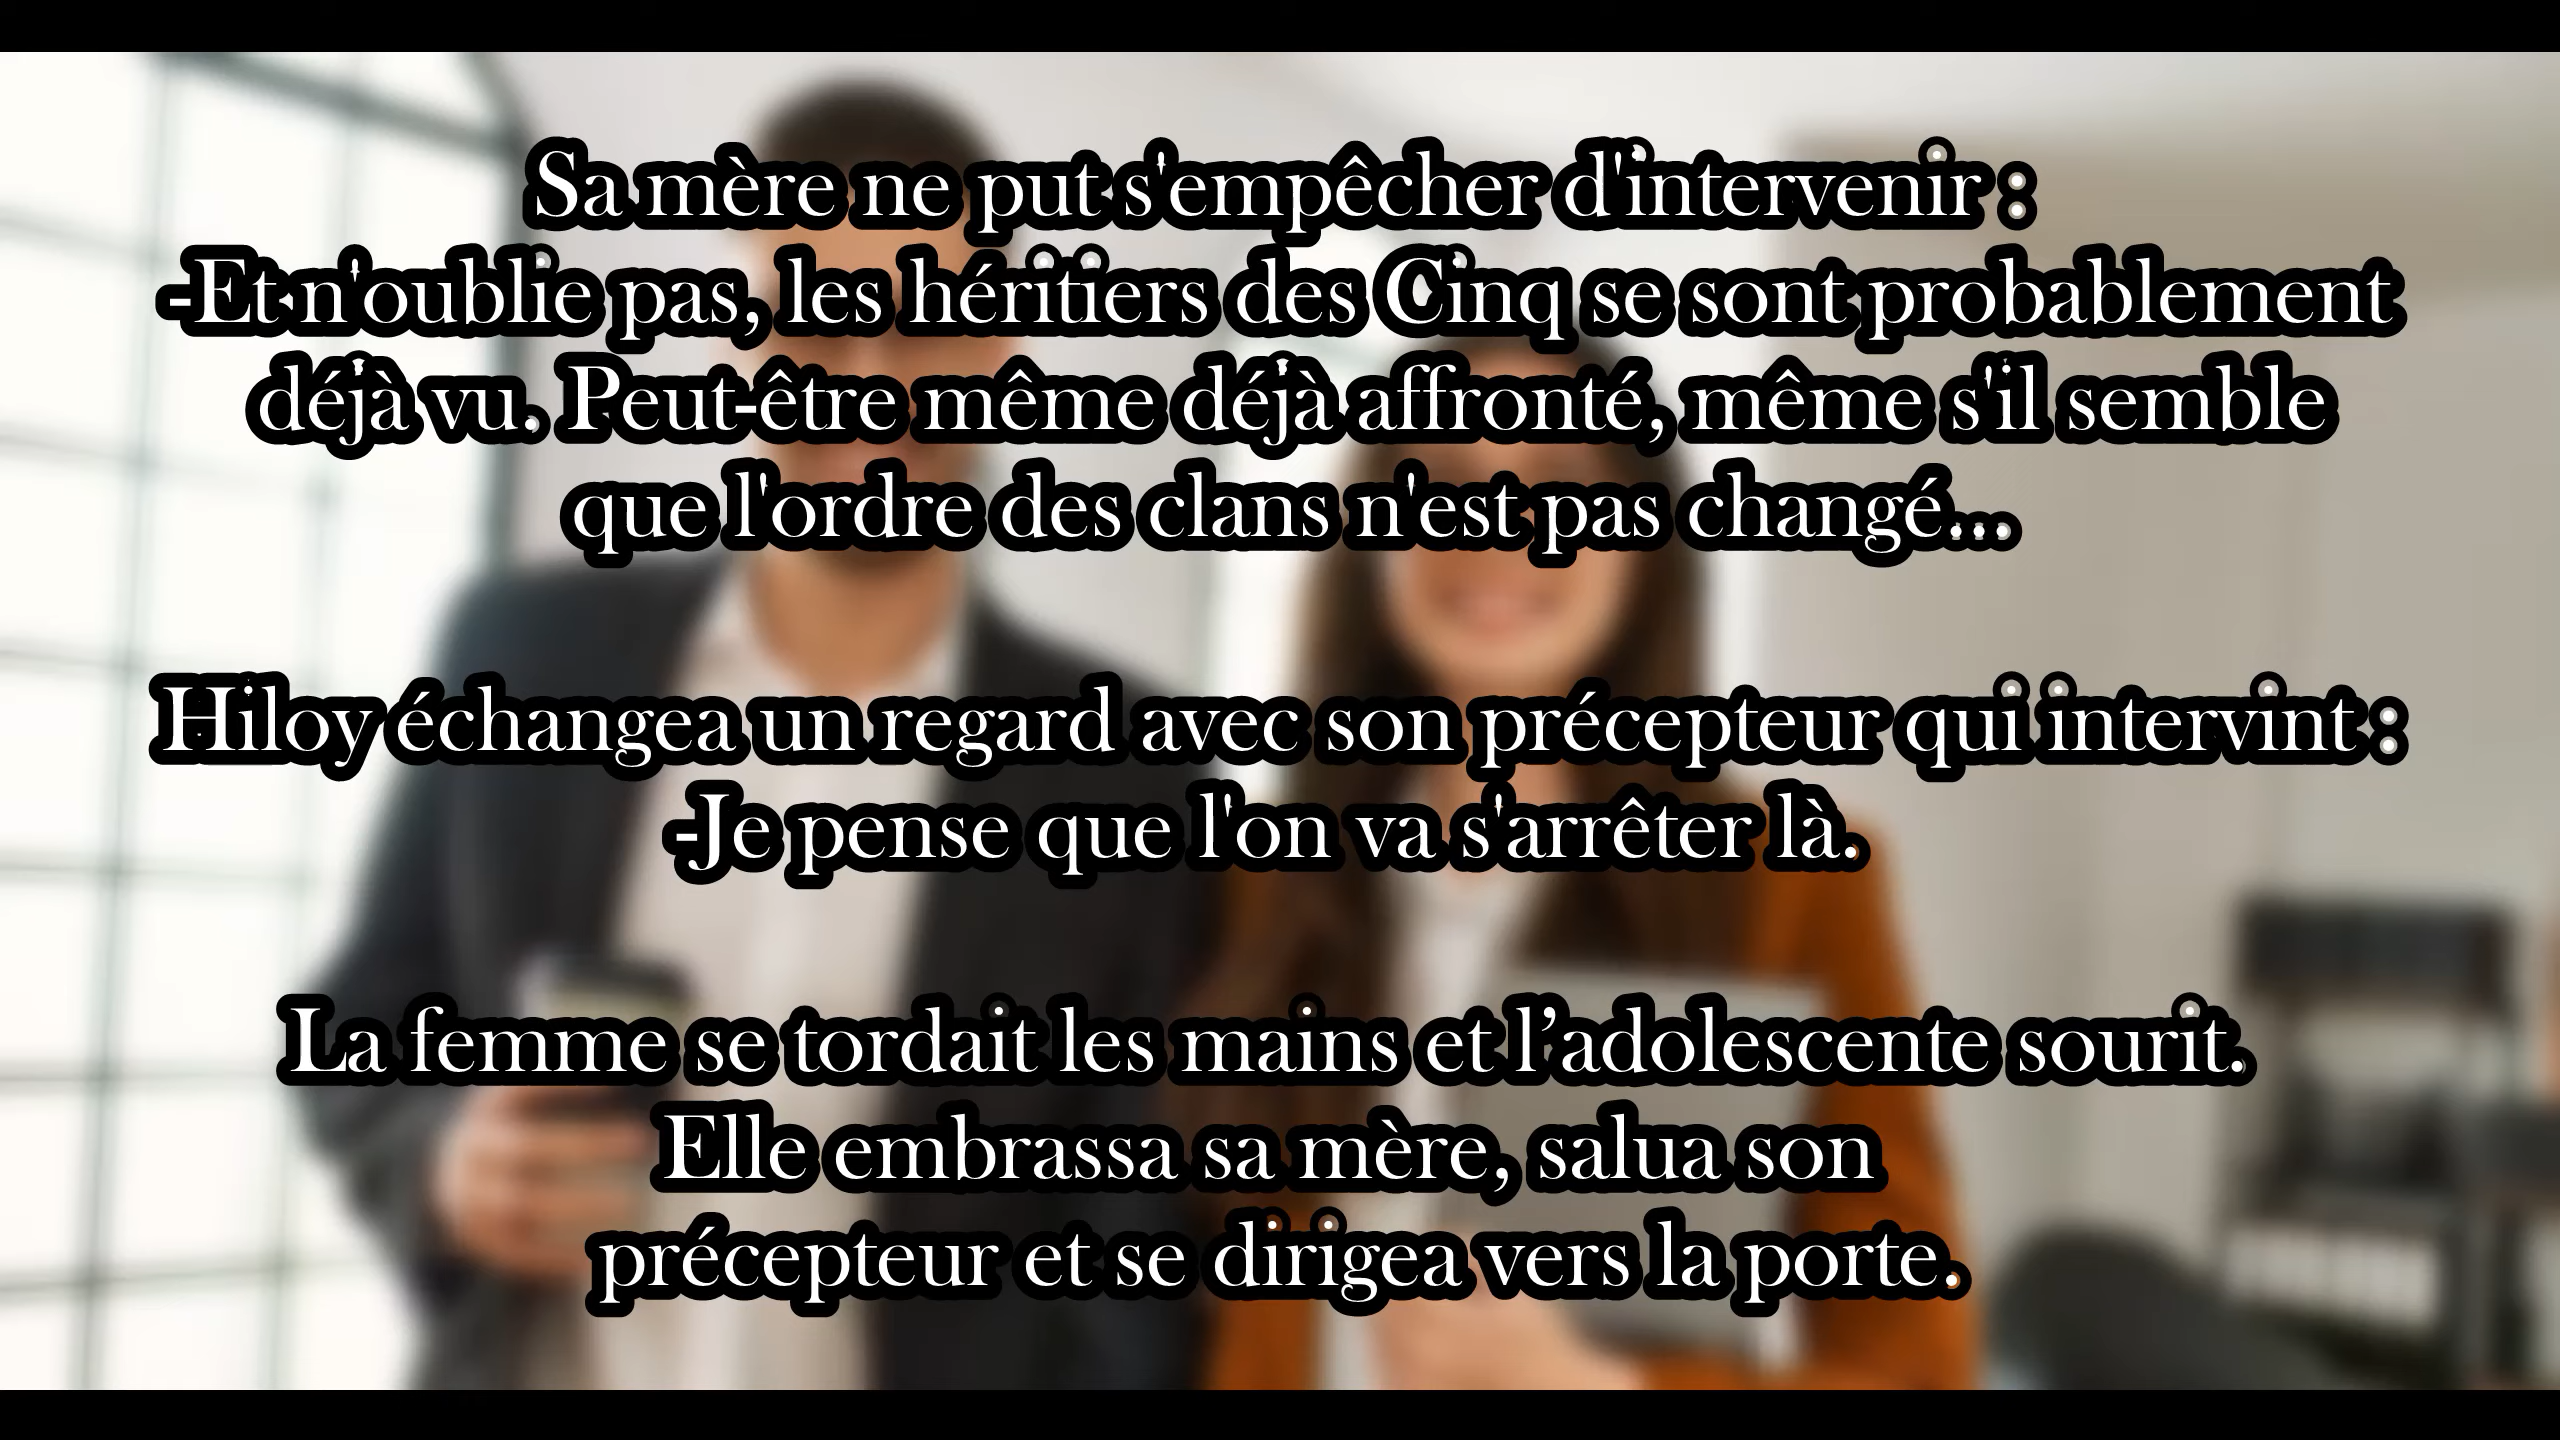 Sa mère ne put s'empêcher d'intervenir :
-Et n'oublie pas, les héritiers des Cinq se sont probablement
déjà vu. Peut-être même déjà affronté, même s'il semble
que l'ordre des clans n'est pas changé...
Hiloy échangea un regard avec son précepteur qui intervint :
-Je pense que l'on va s'arrêter là.
La femme se tordait les mains et l’adolescente sourit.
Elle embrassa sa mère, salua son
précepteur et se dirigea vers la porte.